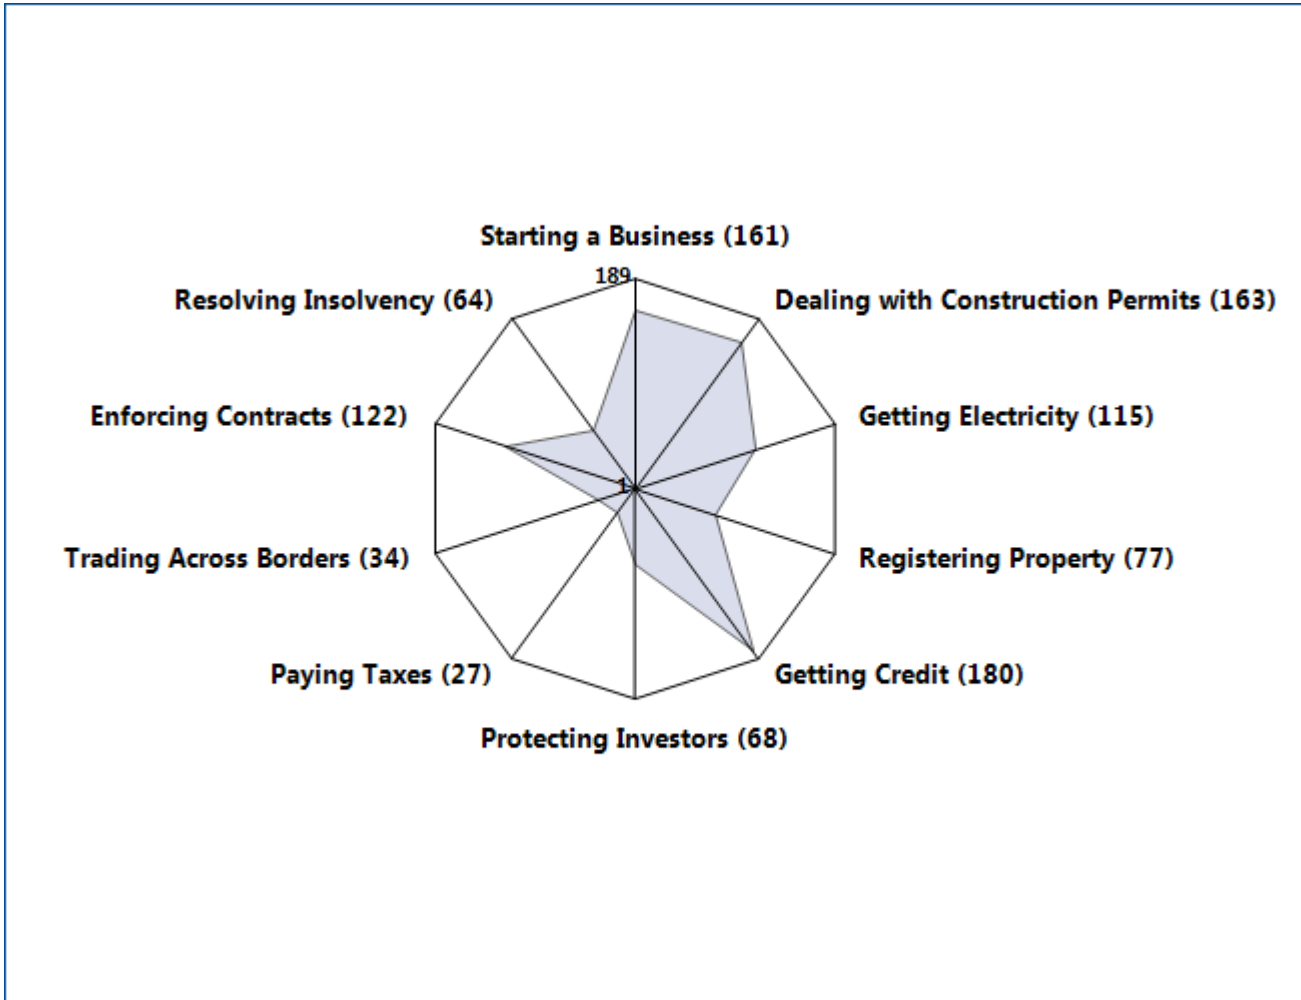 Starting a Business (161)
189
Resolving Insolvency (64)
Dealing with Construction Permits (163)
Enforcing Contracts (122)
Getting Electricity (115)
1
Trading Across Borders (34)
Registering Property (77)
Paying Taxes (27)
Getting Credit (180)
Protecting Investors (68)